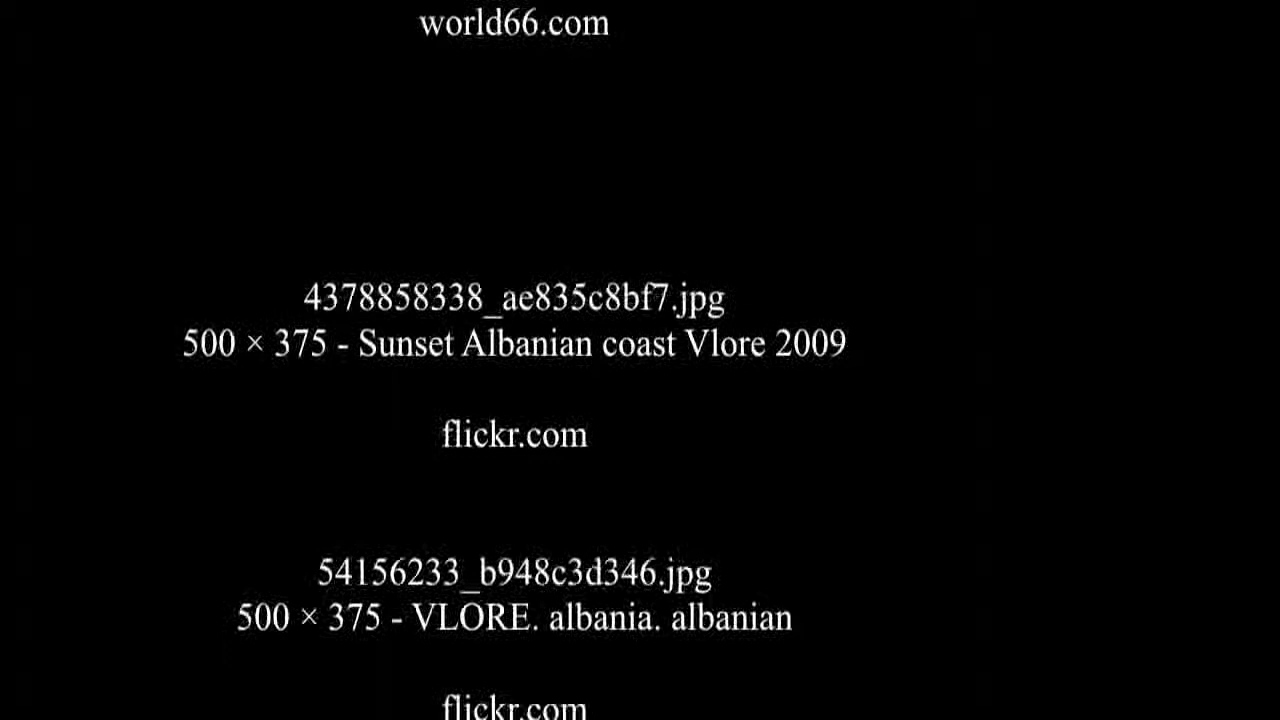 world66.com
4378858338_ae835c8bf7.jpg
500 × 375 - Sunset Albanian coast Vlore 2009
flickr.com
54156233_b948c3d346.jpg
500 × 375 - VLORE. albania. albanian
flickr.com